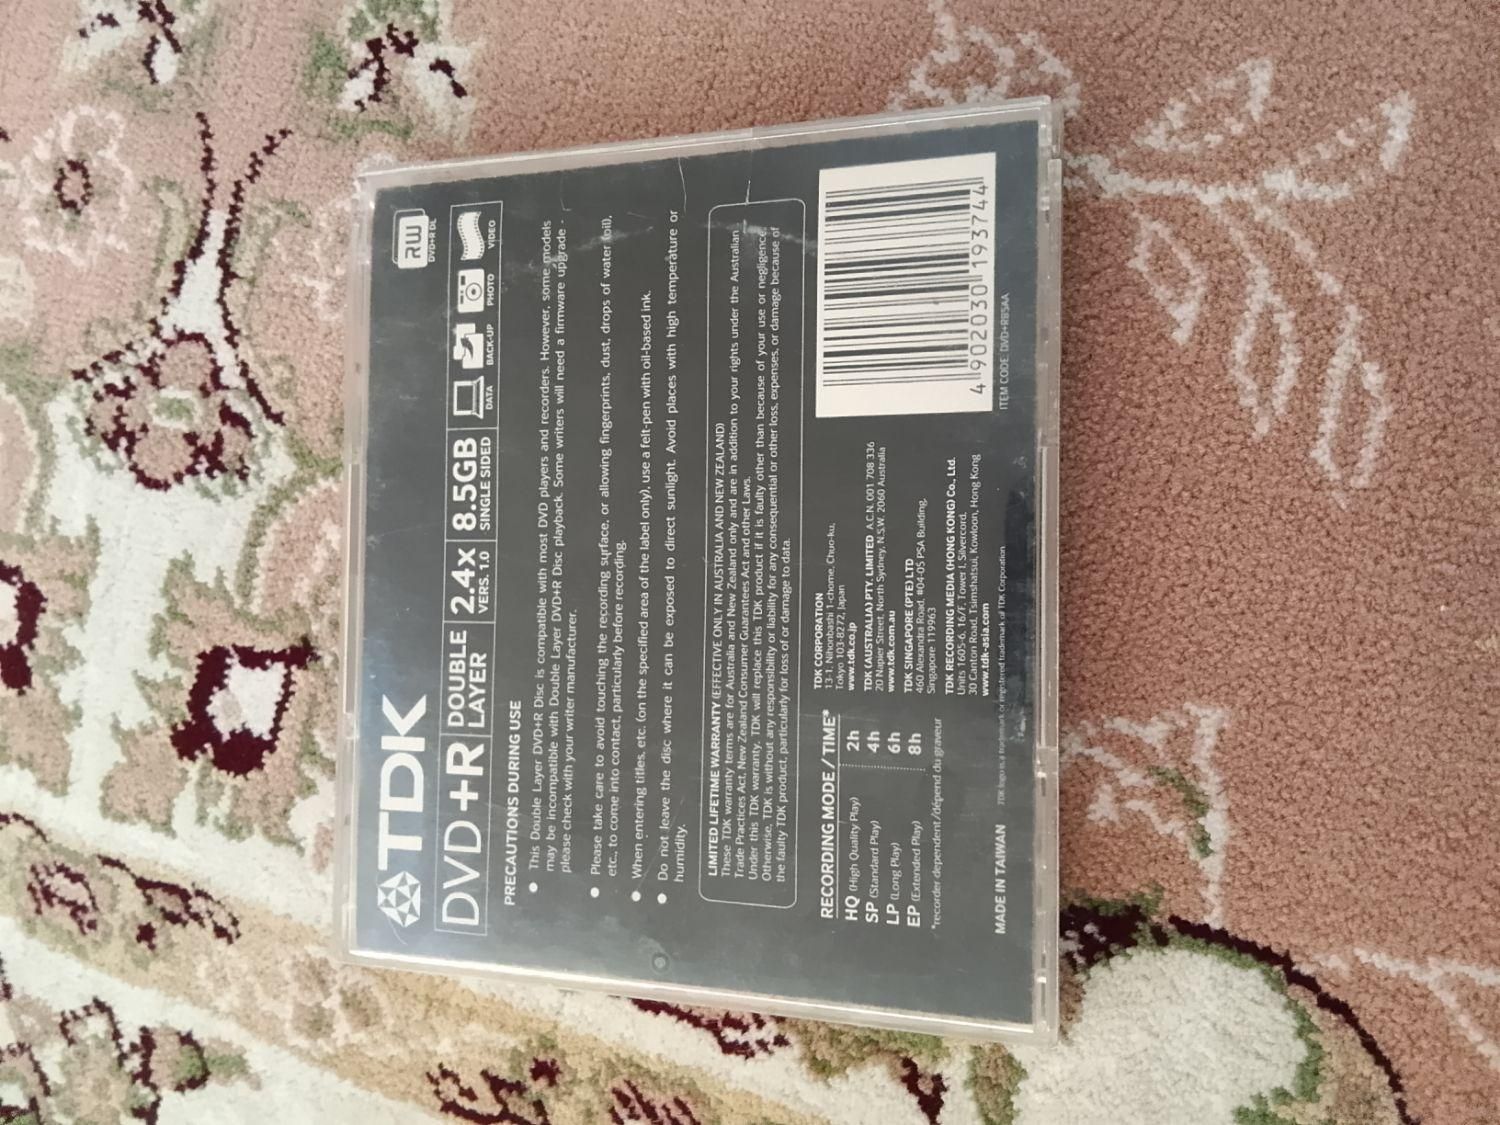 TDK
RW
DVD+R DL
DVD+R
DOUBLE
LAYER
2.4x
VERS. 1.0
8.5GB
SINGLE SIDED
DATA
BACK-UP
PHOTO
VIDEO
PRECAUTIONS DURING USE
● This Double Layer DVD+R Disc is compatible with most DVD players and recorders. However, some models
may be incompatible with Double Layer DVD+R Disc playback. Some writers will need a firmware upgrade -
please check with your writer manufacturer.
● Please take care to avoid touching the recording surface, or allowing fingerprints, dust, drops of water (oil),
etc., to come into contact, particularly before recording.
● When entering titles, etc. (on the specified area of the label only), use a felt-pen with oil-based ink.
● Do not leave the disc where it can be exposed to direct sunlight. Avoid places with high temperature or
humidity.
LIMITED LIFETIME WARRANTY (EFFECTIVE ONLY IN AUSTRALIA AND NEW ZEALAND)
These TDK warranty terms are for Australia and New Zealand only and are in addition to your rights under the Australian
Trade Practices Act, New Zealand Consumer Guarantees Act and other Laws.
Under this TDK warranty, TDK will replace this TDK product if it is faulty other than because of your use or negligence.
Otherwise, TDK is without any responsibility or liability for any consequential or other loss, expenses, or damage because of
the faulty TDK product, particularly for loss of or damage to data.
RECORDING MODE / TIME*
HQ (High Quality Play) 2h
SP (Standard Play) 4h
LP (Long Play) 6h
EP (Extended Play) 8h
*recorder dependent/dépend du graveur
TDK CORPORATION
13-1, Nihonbashi 1-chome, Chuo-ku,
Tokyo 103-8272, Japan
www.tdk.co.jp
TDK (AUSTRALIA) PTY. LIMITED A.C.N. 001 708 336
20 Napier Street, North Sydney, N.S.W. 2060 Australia
www.tdk.com.au
TDK SINGAPORE (PTE) LTD
460 Alexandra Road, #04-05 PSA Building,
Singapore 119963
TDK RECORDING MEDIA (HONG KONG) Co., Ltd.
Units 1605-6, 16/F, Tower I, Silvercord,
30 Canton Road, Tsimshatsui, Kowloon, Hong Kong
www.tdk-asia.com
4 902030 193744
ITEM CODE: DVD+R85AA
MADE IN TAIWAN
TDK logo is a trademark or registered trademark of TDK Corporation